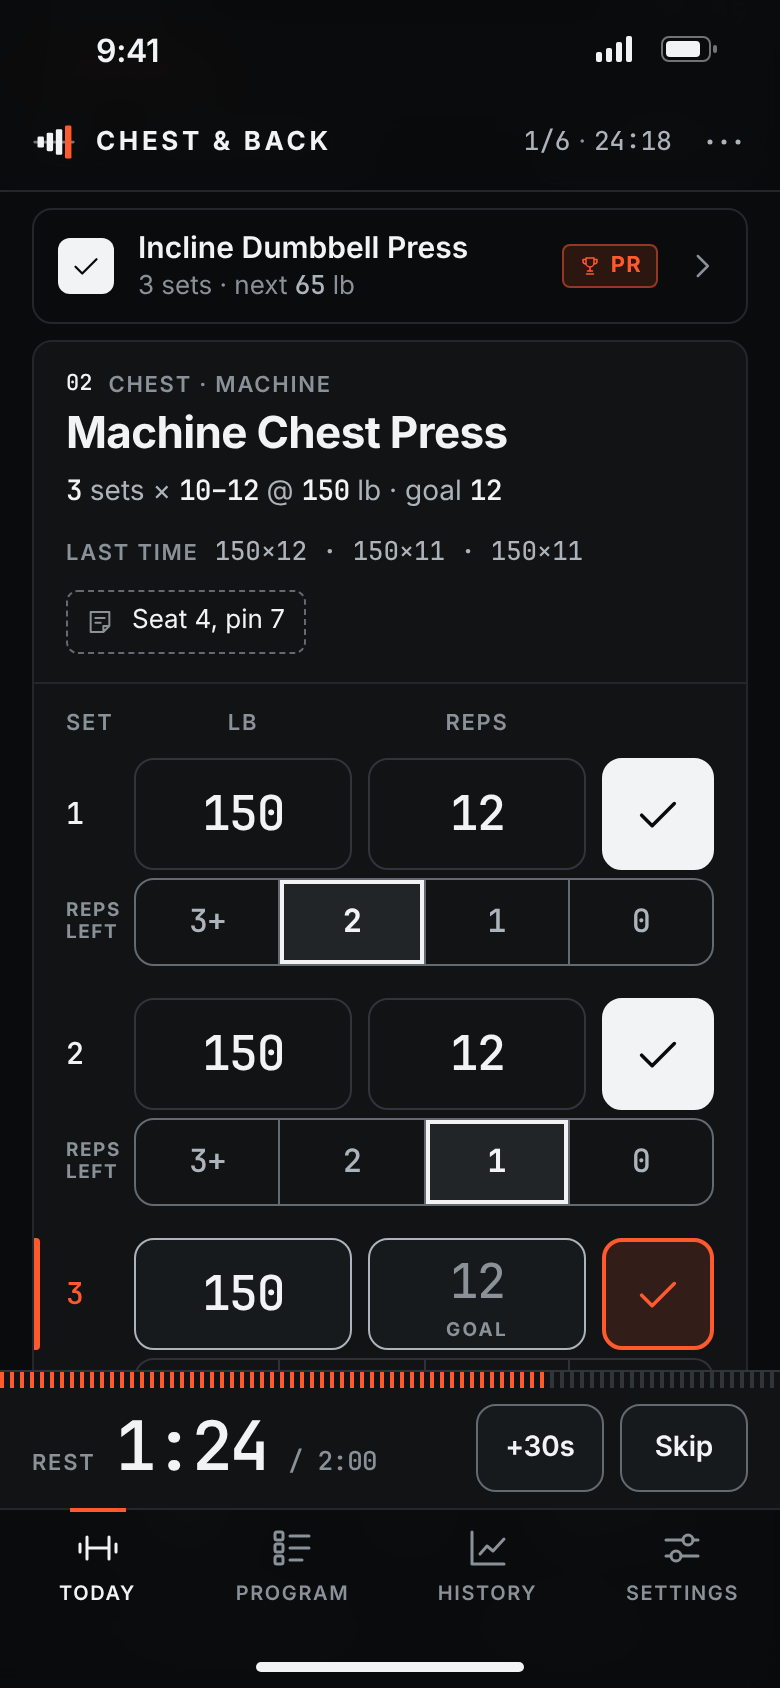 9:41
CHEST & BACK 1/6 · 24:18 ...
Incline Dumbbell Press
3 sets · next 65 lb
PR
02 CHEST · MACHINE
Machine Chest Press
3 sets × 10–12 @ 150 lb · goal 12
LAST TIME 150×12 · 150×11 · 150×11
Seat 4, pin 7
SET LB REPS
1 150 12
REPS LEFT 3+ 2 1 0
2 150 12
REPS LEFT 3+ 2 1 0
3 150 12
GOAL
REST 1:24 / 2:00 +30s Skip
TODAY PROGRAM HISTORY SETTINGS